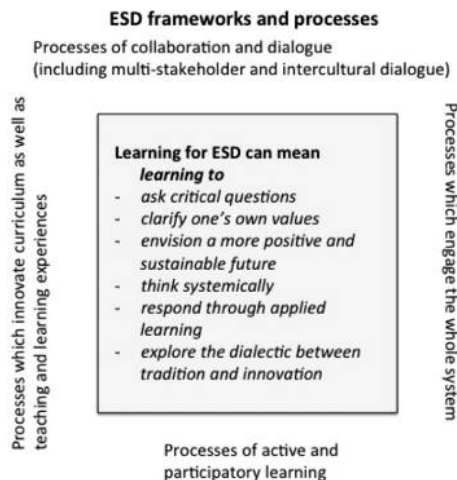 ESD frameworks and processes
Processes of collaboration and dialogue
(including multi-stakeholder and intercultural dialogue)
Processes which innovate curriculum as well as
teaching and learning experiences
Learning for ESD can mean
learning to
- ask critical questions
- clarify one's own values
- envision a more positive and
sustainable future
- think systemically
- respond through applied
learning
- explore the dialectic between
tradition and innovation
Processes which engage the whole system
Processes of active and
participatory learning